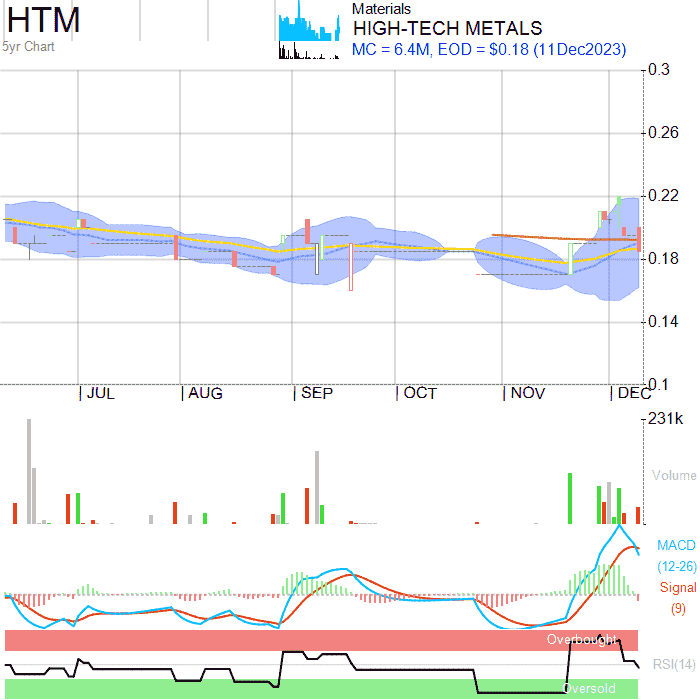 HTM
5yr Chart
Materials
HIGH-TECH METALS
MC = 6.4M, EOD = $0.18 (11Dec2023)
0.3
0.26
0.22
0.18
0.14
0.1
JUL AUG SEP OCT NOV DEC
231k
Volume
MACD
(12-26)
Signal
(9)
Overbought
RSI(14)
Oversold